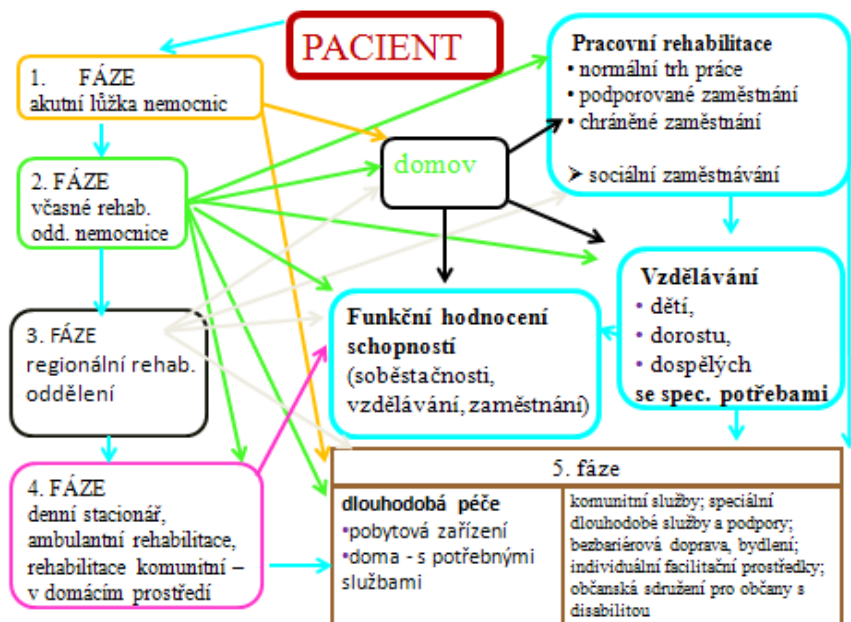 PACIENT
1. FÁZE
akutní lůžka nemocnic
2. FÁZE
včasné rehab.
odd. nemocnice
3. FÁZE
regionální rehab.
oddělení
4. FÁZE
denní stacionář,
ambulantní rehabilitace,
rehabilitace komunitní –
v domácím prostředí
domov
Pracovní rehabilitace
• normální trh práce
• podporované zaměstnání
• chráněné zaměstnání
➢ sociální zaměstnávání
Funkční hodnocení
schopností
(soběstačnosti,
vzdělávání, zaměstnání)
Vzdělávání
• dětí,
• dorostu,
• dospělých
se spec. potřebami
5. fáze
dlouhodobá péče
•pobytová zařízení
•doma - s potřebnými
službami
komunitní služby; speciální
dlouhodobé služby a podpory;
bezbariérová doprava, bydlení;
individuální facilitační prostředky;
občanská sdružení pro občany s
disabilitou